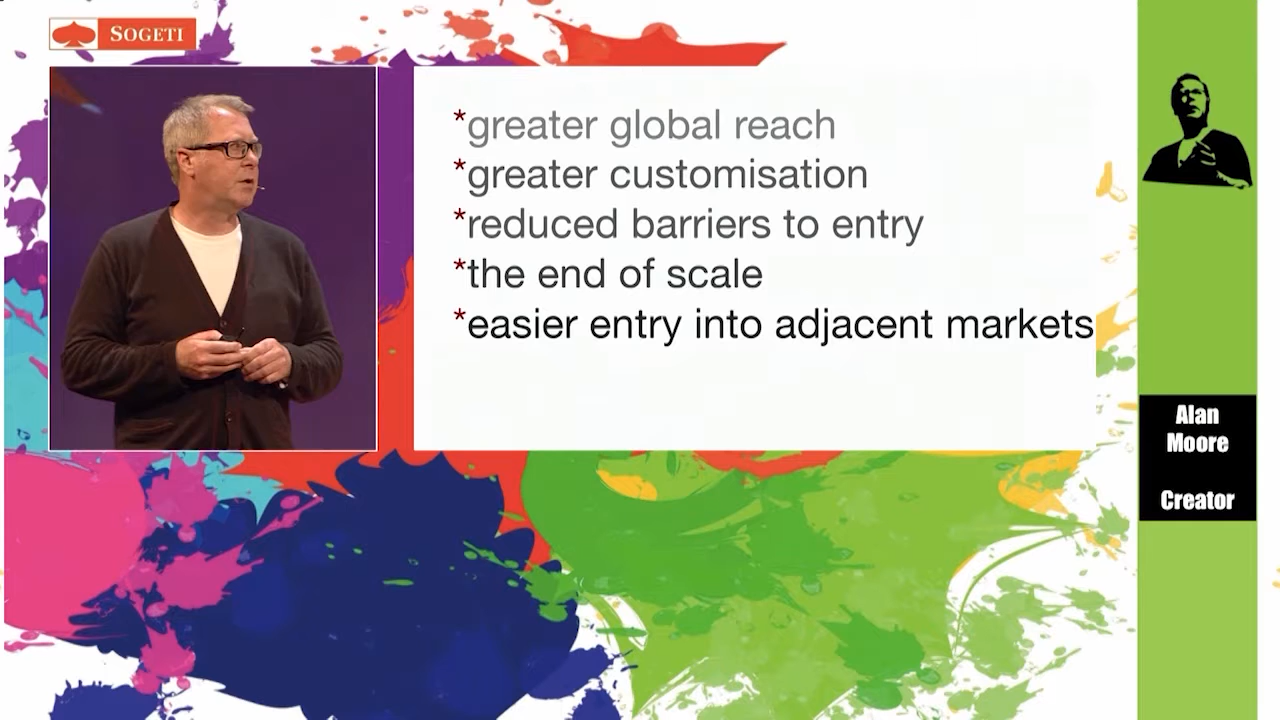 SOGETI
*greater global reach
*greater customisation
*reduced barriers to entry
*the end of scale
*easier entry into adjacent markets
Alan
Moore
Creator